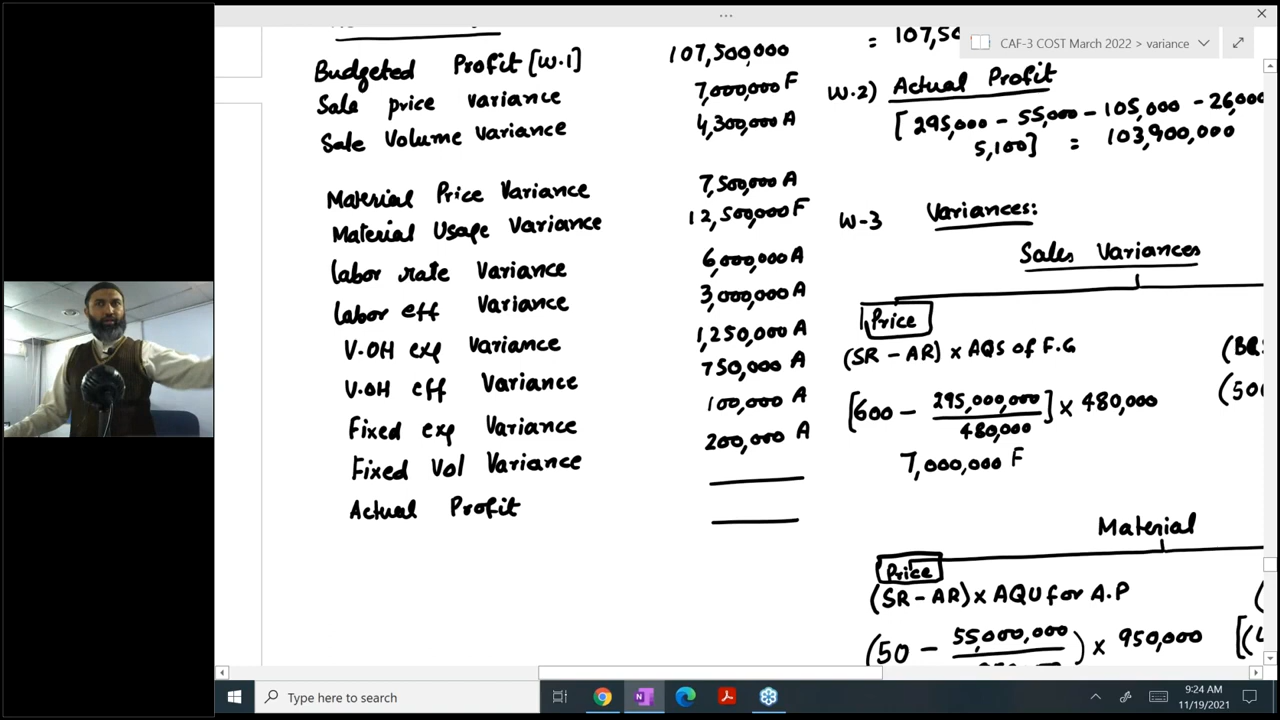 CAF-3 COST March 2022 > variance
Budgeted Profit [W.1] 107,500,000
Sale price variance 7,000,000 F
Sale Volume Variance 4,300,000 A
Material Price Variance 7,500,000 A
Material Usage Variance 12,500,000 F
labor rate Variance 6,000,000 A
labor eff Variance 3,000,000 A
V.OH exp Variance 1,250,000 A
V.OH eff Variance 750,000 A
Fixed exp Variance 100,000 A
Fixed Vol Variance 200,000 A
Actual Profit
= 107,50
W.2) Actual Profit
[295,000 - 55,000 - 105,000 - 26,000
5,100] = 103,900,000
W-3 Variances:
Sales Variances
Price
(SR - AR) x AQS of F.G
[600 - 295,000,000 / 480,000] x 480,000
7,000,000 F
(BQ
(500
Material
Price
(SR - AR) x AQU for A.P
(50 - 55,000,000 ) x 950,000
Type here to search
9:24 AM
11/19/2021